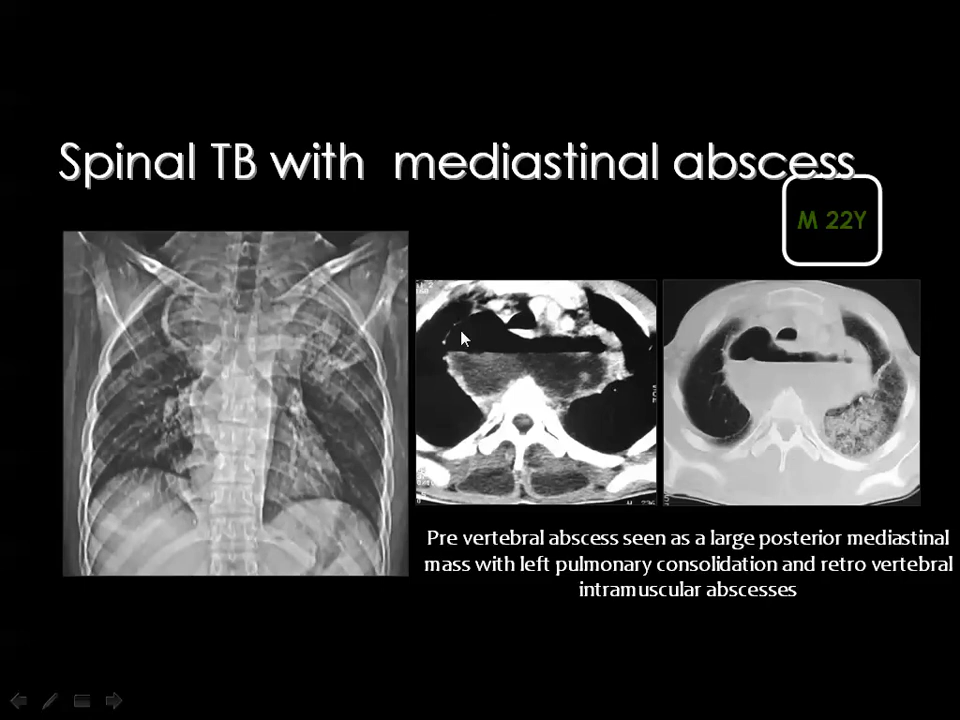 Spinal TB with  mediastinal abscess
M 22Y
Pre vertebral abscess seen as a large posterior mediastinal
mass with left pulmonary consolidation and retro vertebral
intramuscular abscesses